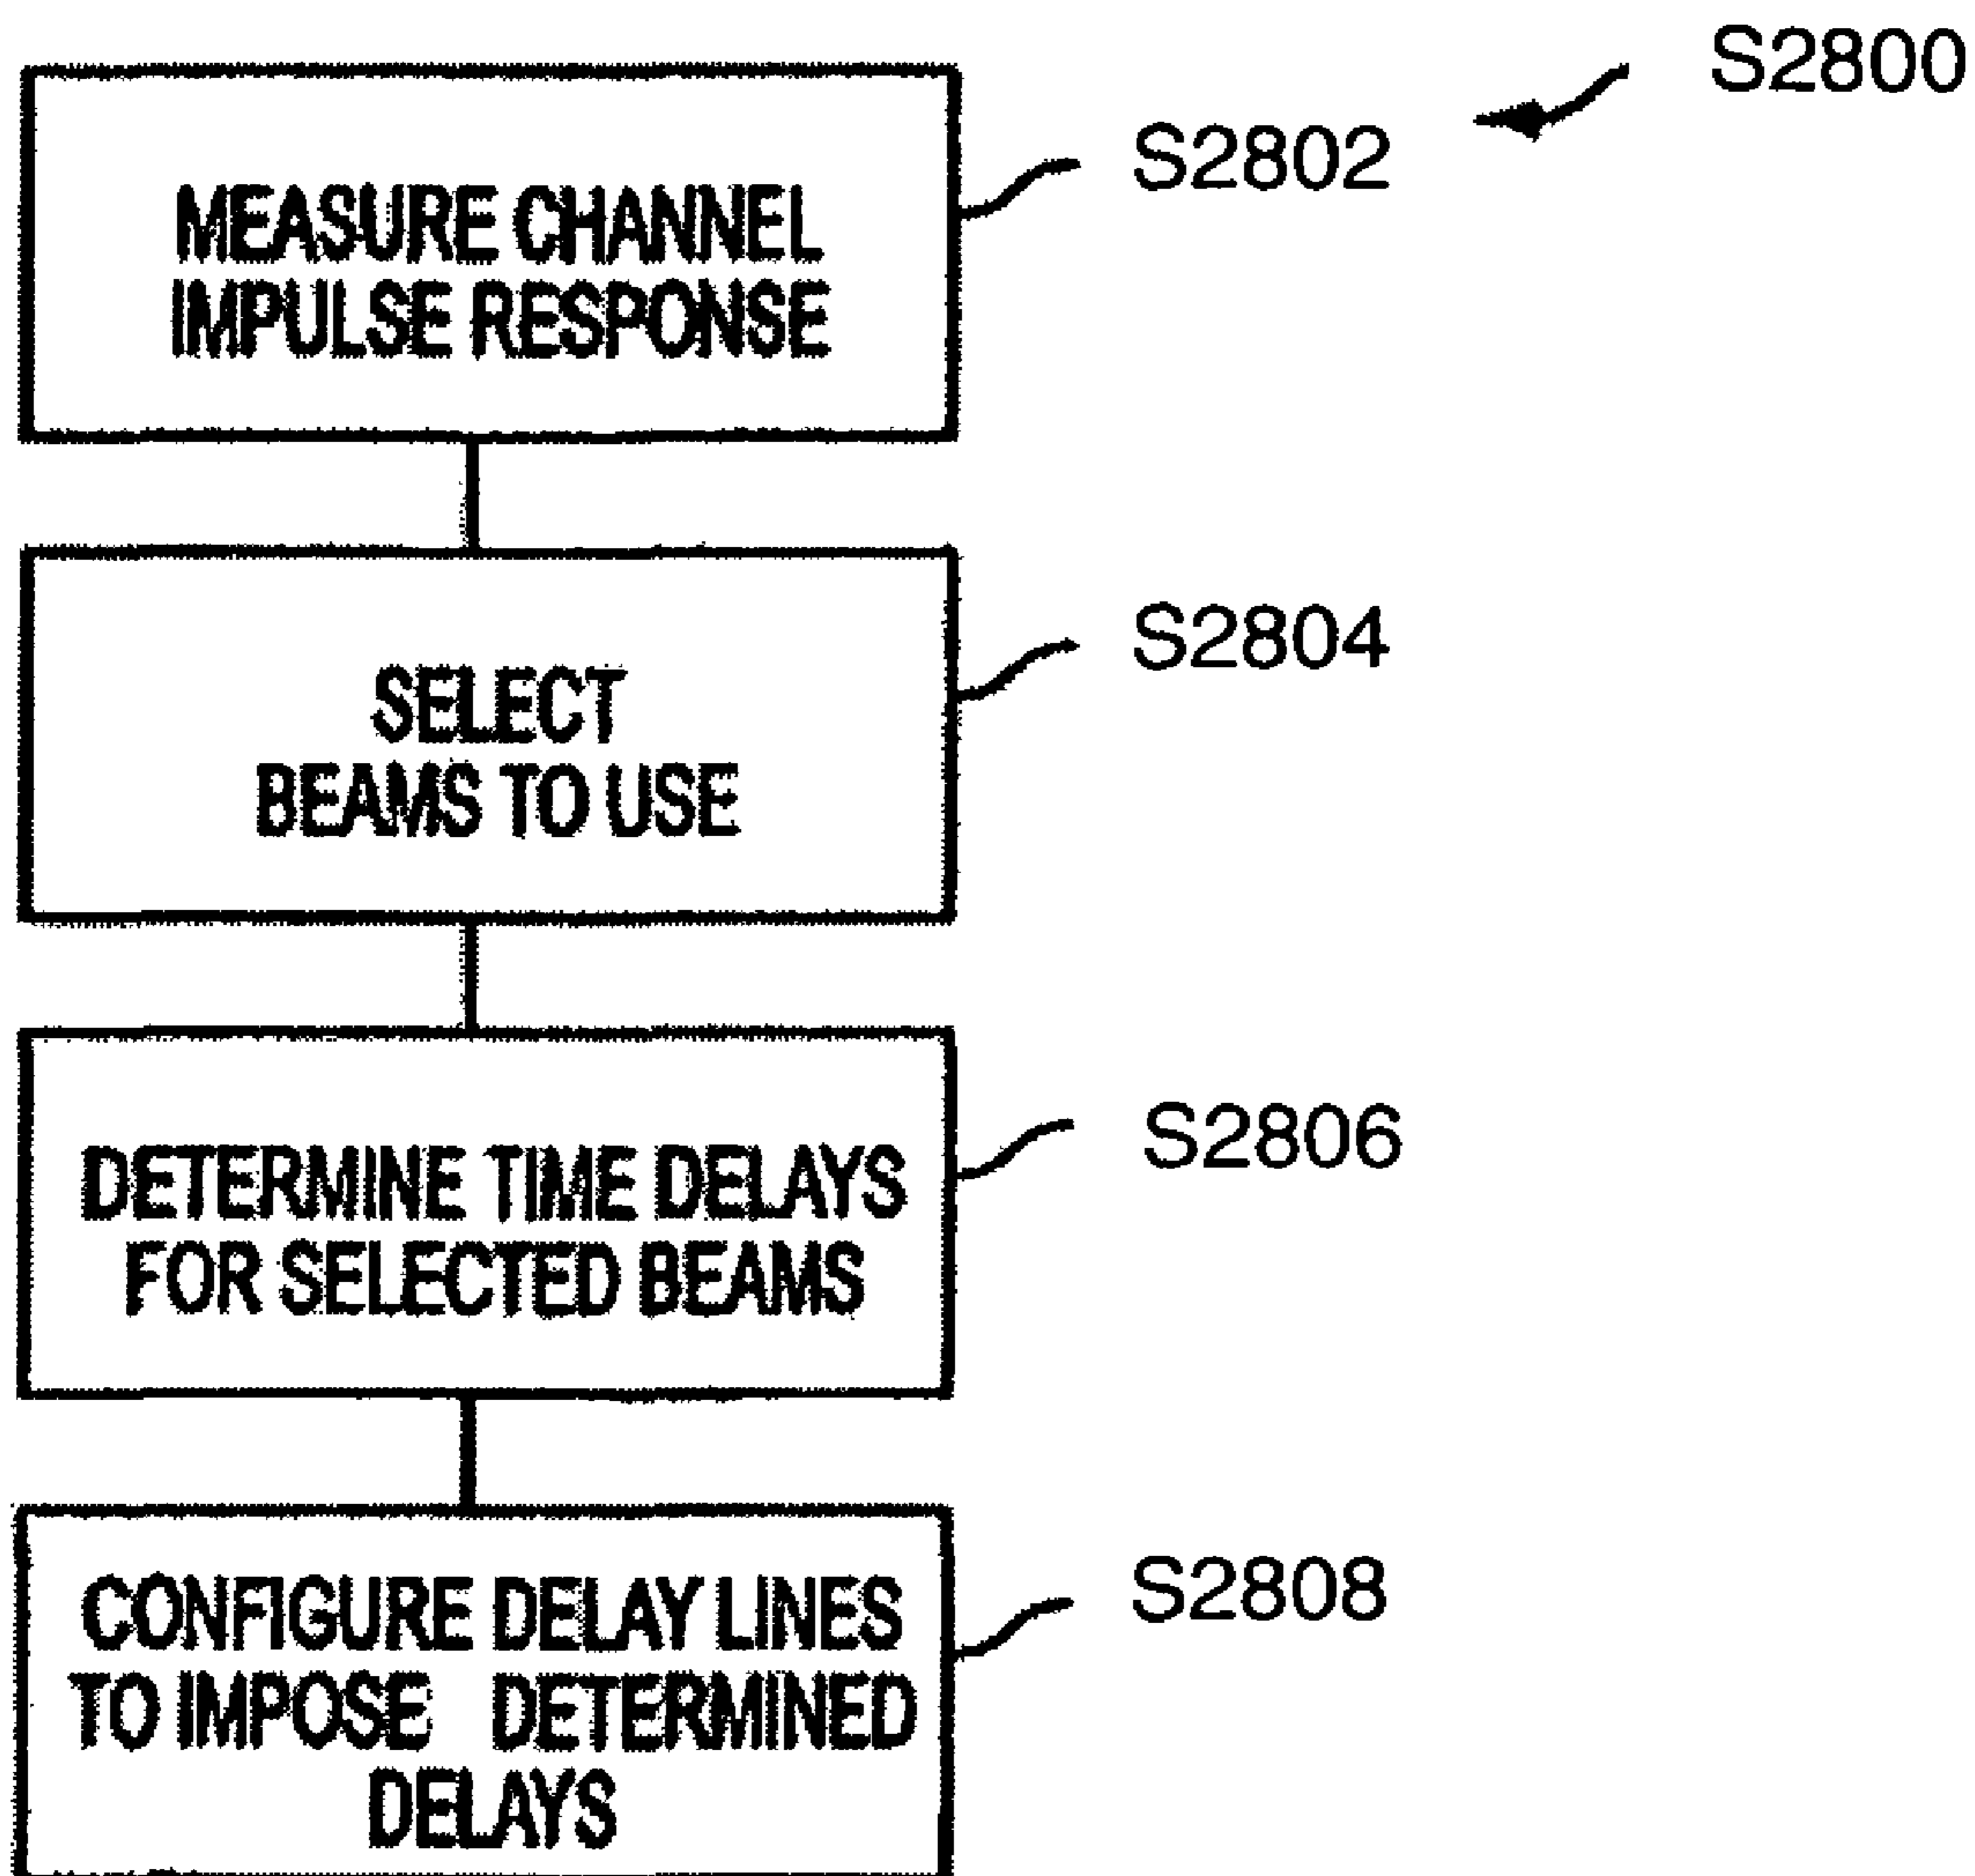 S2800
S2802
MEASURE CHANNEL
IMPULSE RESPONSE
S2804
SELECT
BEAMS TO USE
S2806
DETERMINE TIME DELAYS
FOR SELECTED BEAMS
S2808
CONFIGURE DELAY LINES
TO IMPOSE DETERMINED
DELAYS